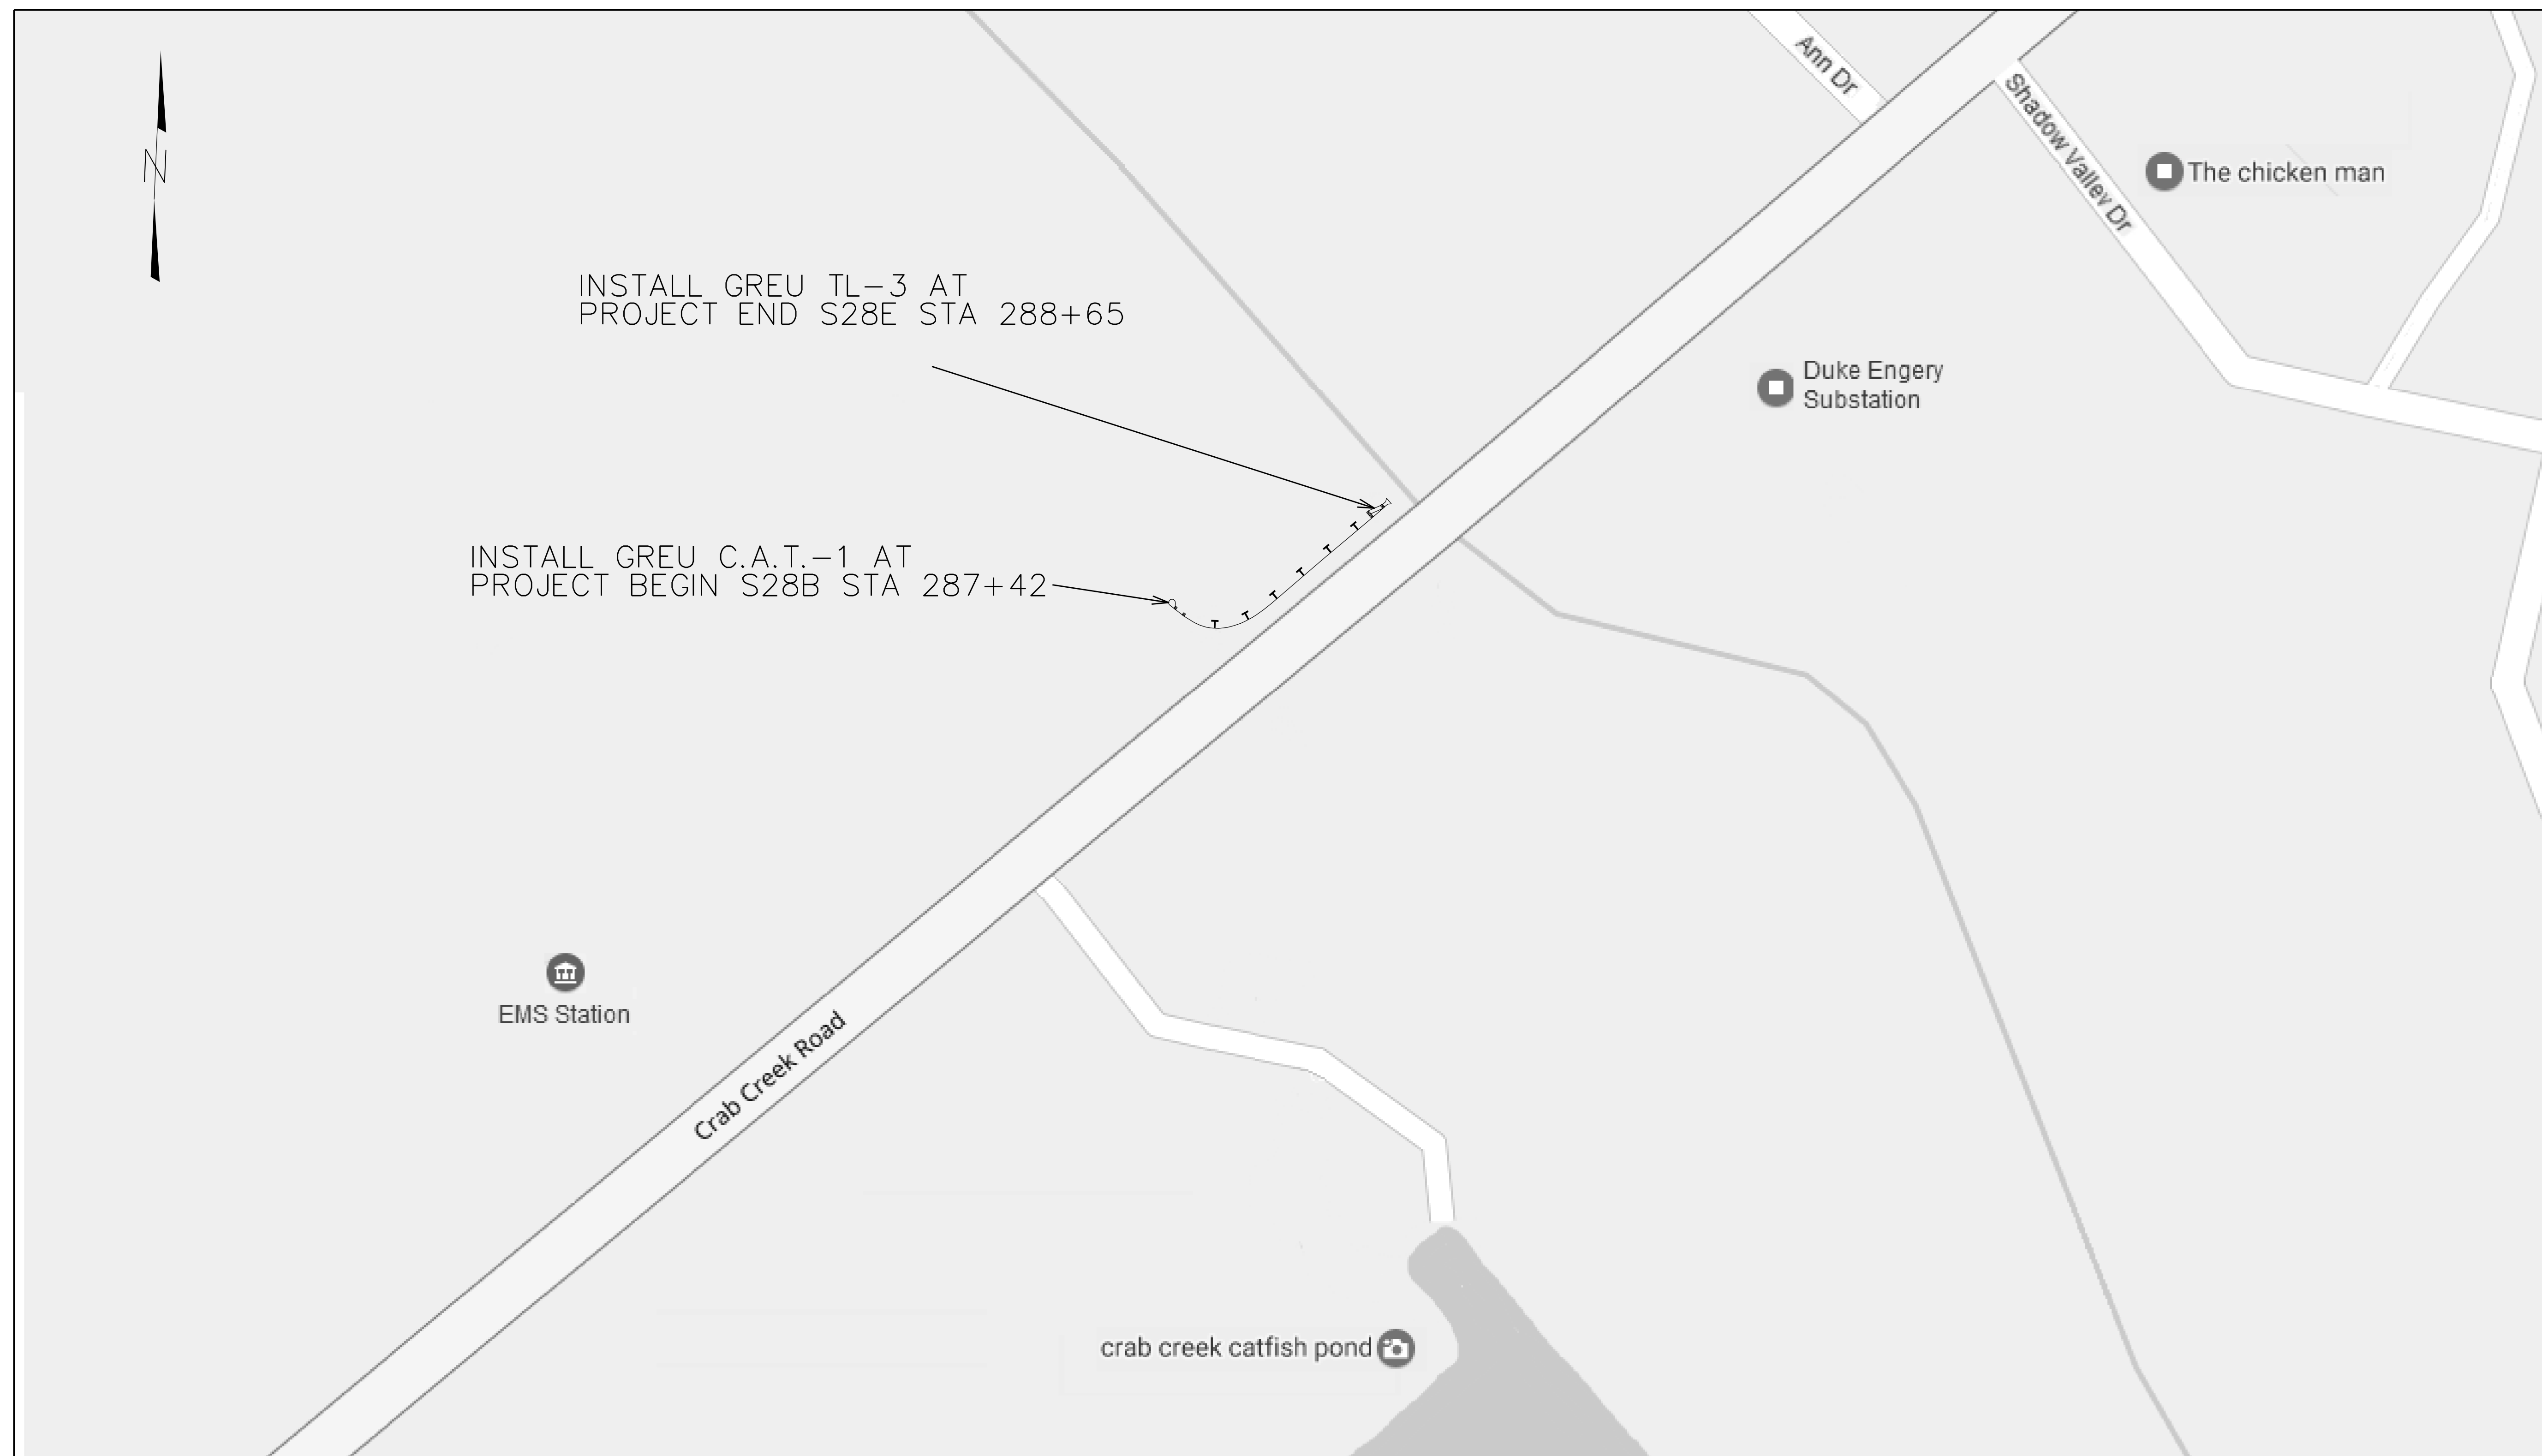 Ann Dr
Shadow Valley Dr
N
The chicken man
INSTALL GREU TL-3 AT
PROJECT END S28E STA 288+65
Duke Engery
Substation
INSTALL GREU C.A.T.-1 AT
PROJECT BEGIN S28B STA 287+42
EMS Station
Crab Creek Road
crab creek catfish pond